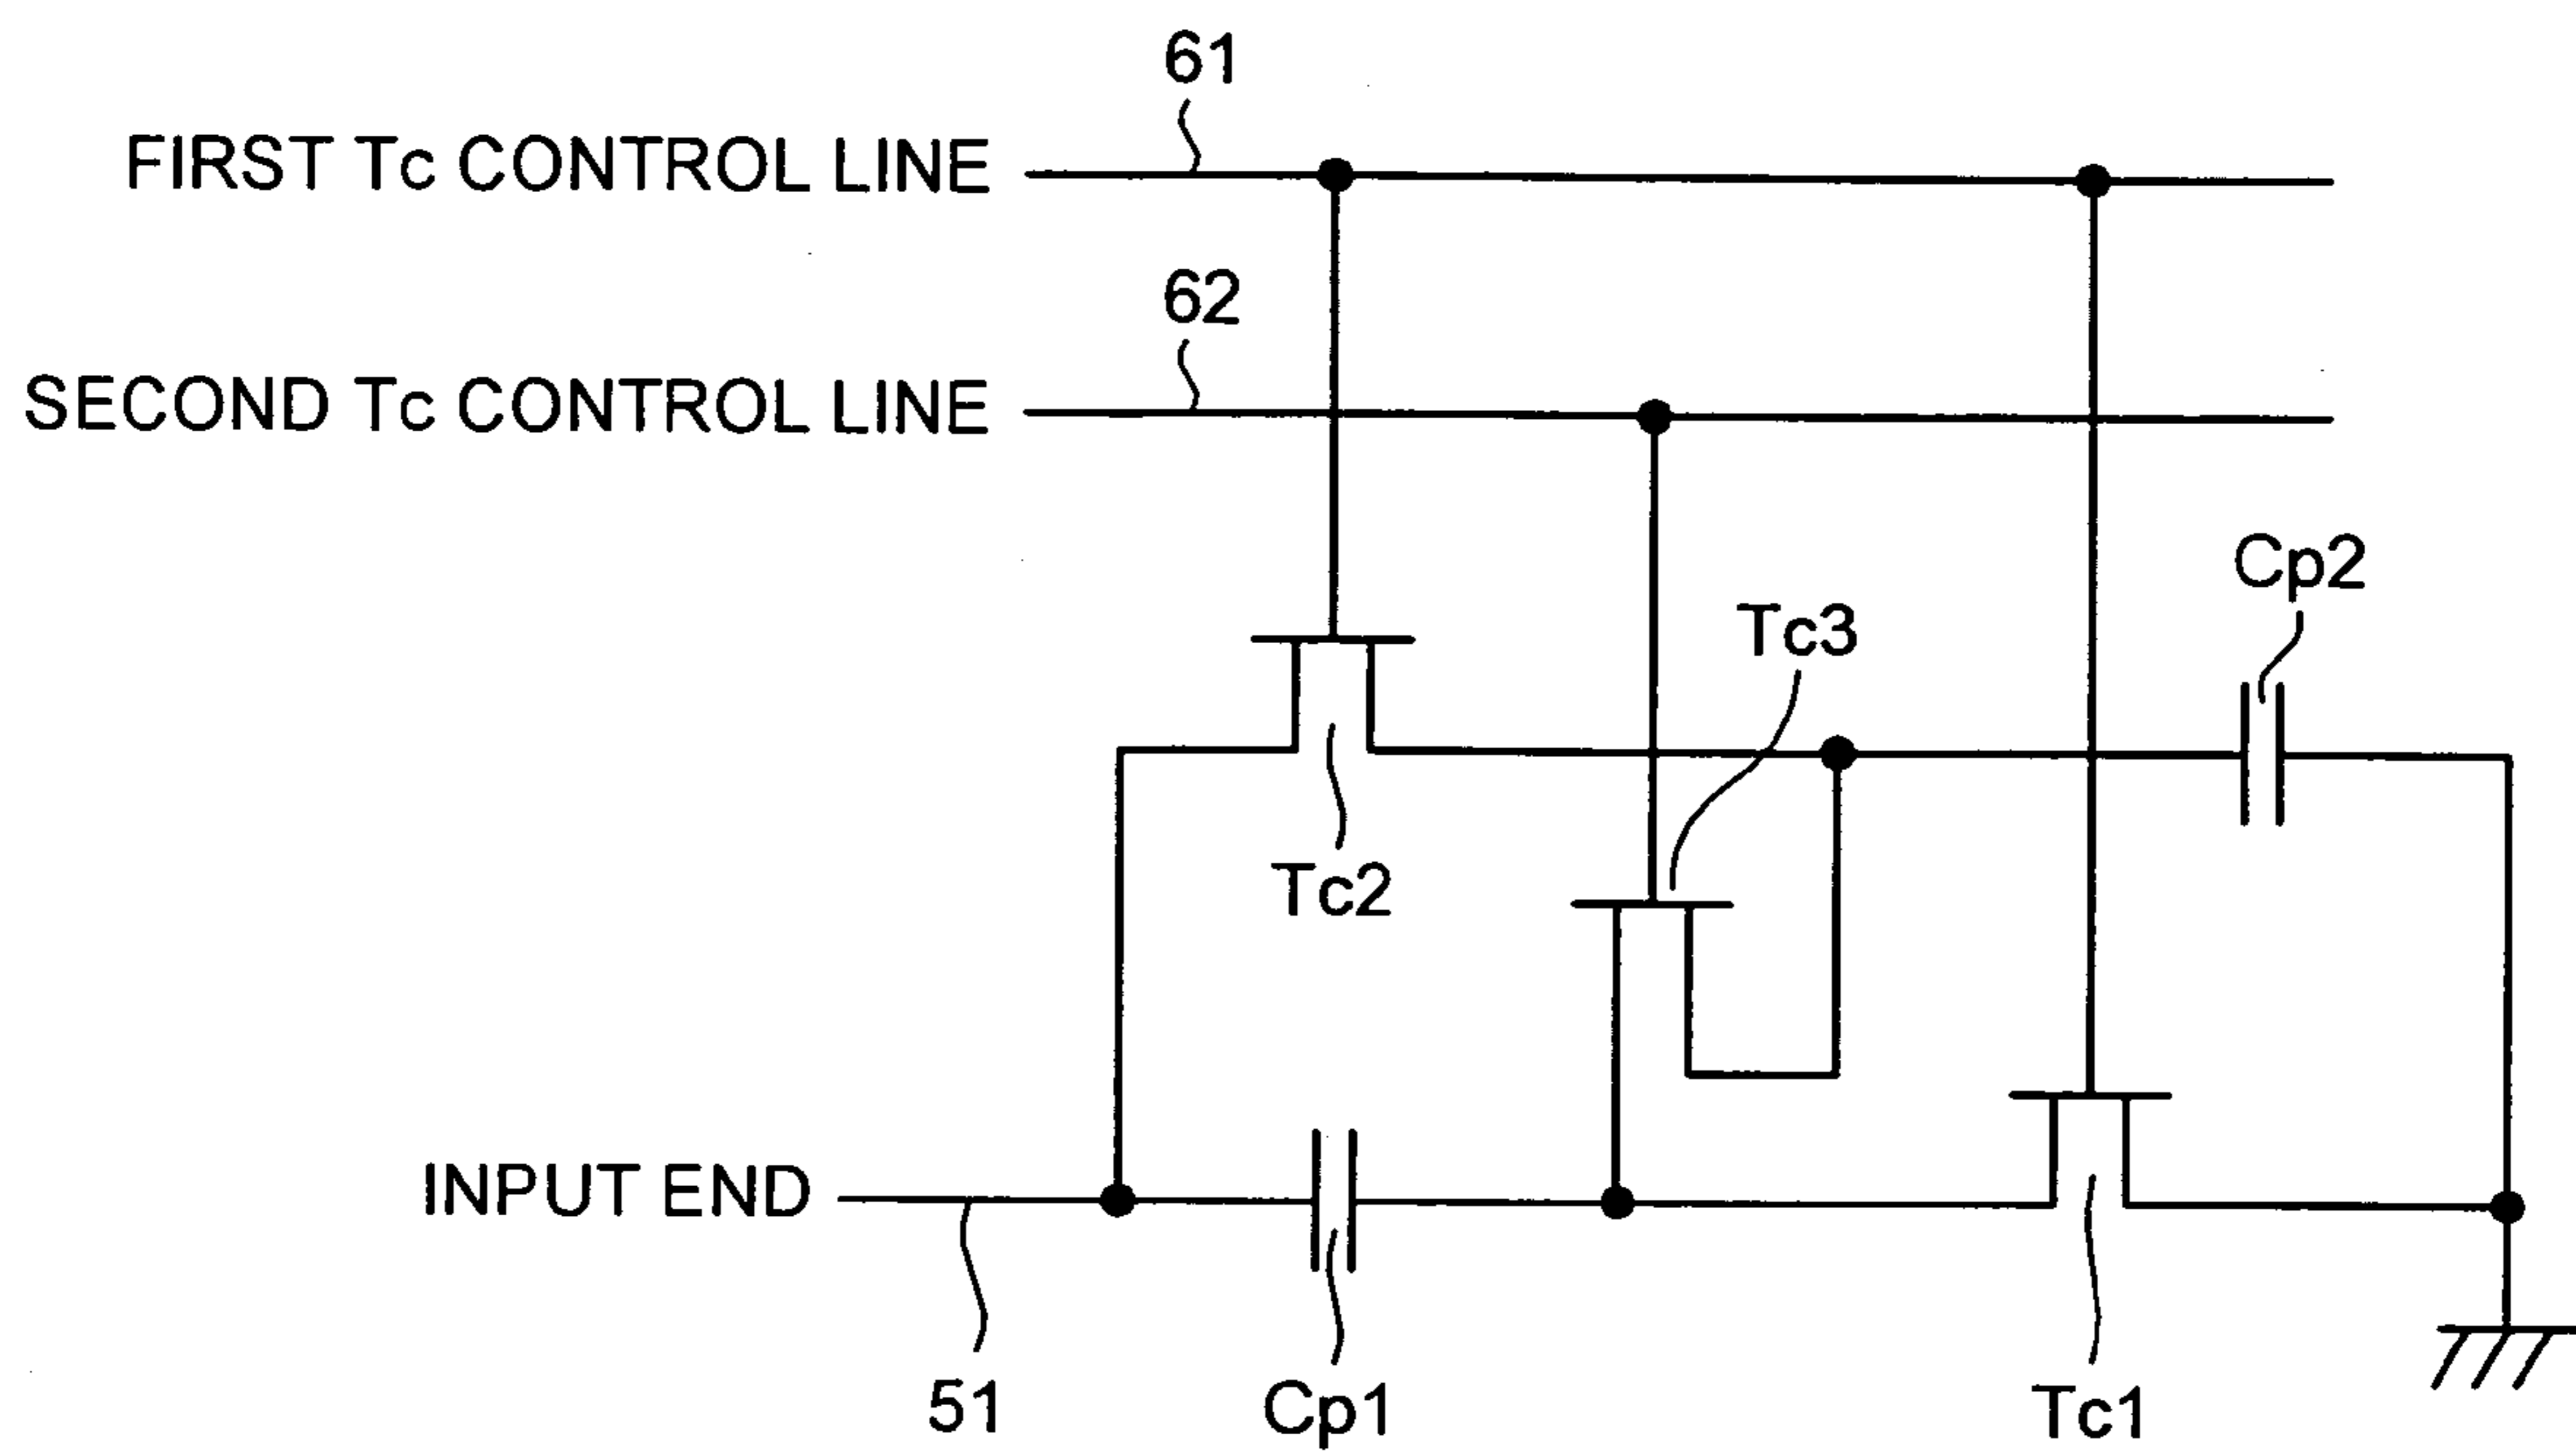 61
FIRST Tc CONTROL LINE
62
SECOND Tc CONTROL LINE
Cp2
Tc3
Tc2
INPUT END
51
Cp1
Tc1